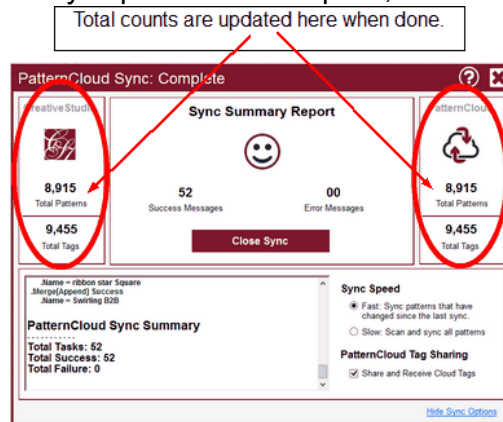 Total counts are updated here when done.
PatternCloud Sync: Complete
CreativeStudio
Sync Summary Report
PatternCloud
8,915
Total Patterns
9,455
Total Tags
52
Success Messages
00
Error Messages
Close Sync
8,915
Total Patterns
9,455
Total Tags
.Name = ribbon star Square
.Merge[Append] Success
.Name = Swirling B2B
PatternCloud Sync Summary
-----------
Total Tasks: 52
Total Success: 52
Total Failure: 0
Sync Speed
Fast: Sync patterns that have
changed since the last sync.
Slow: Scan and sync all patterns
PatternCloud Tag Sharing
Share and Receive Cloud Tags
Hide Sync Options